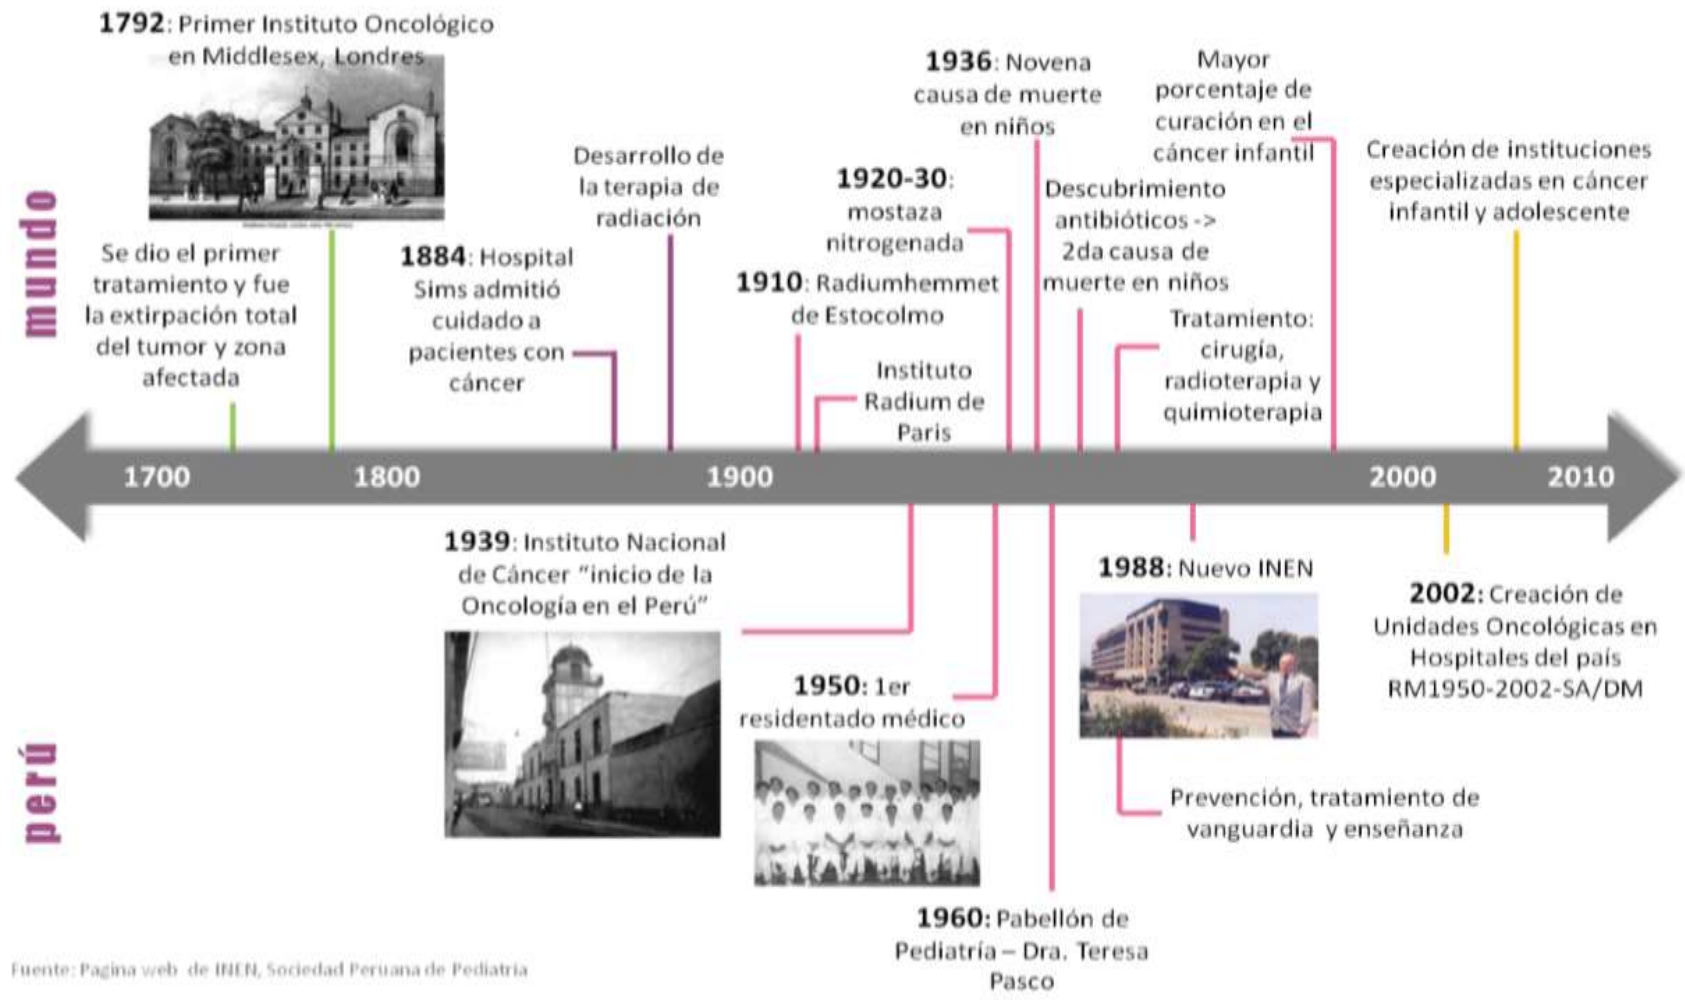 1792: Primer Instituto Oncológico
en Middlesex, Londres
Se dio el primer
tratamiento y fue
la extirpación total
del tumor y zona
afectada
1884: Hospital
Sims admitió
cuidado a
pacientes con
cáncer
Desarrollo de
la terapia de
radiación
1910: Radiumhemmet
de Estocolmo
Instituto
Radium de
Paris
1920-30:
mostaza
nitrogenada
1936: Novena
causa de muerte
en niños
Descubrimiento
antibióticos ->
2da causa de
muerte en niños
Tratamiento:
cirugía,
radioterapia y
quimioterapia
Mayor
porcentaje de
curación en el
cáncer infantil
Creación de instituciones
especializadas en cáncer
infantil y adolescente
mundo
1700 1800 1900 2000 2010
perú
1939: Instituto Nacional
de Cáncer “inicio de la
Oncología en el Perú”
1950: 1er
residentado médico
1960: Pabellón de
Pediatría – Dra. Teresa
Pasco
1988: Nuevo INEN
Prevención, tratamiento de
vanguardia y enseñanza
2002: Creación de
Unidades Oncológicas en
Hospitales del país
RM1950-2002-SA/DM
Fuente: Pagina web de INEN, Sociedad Peruana de Pediatría